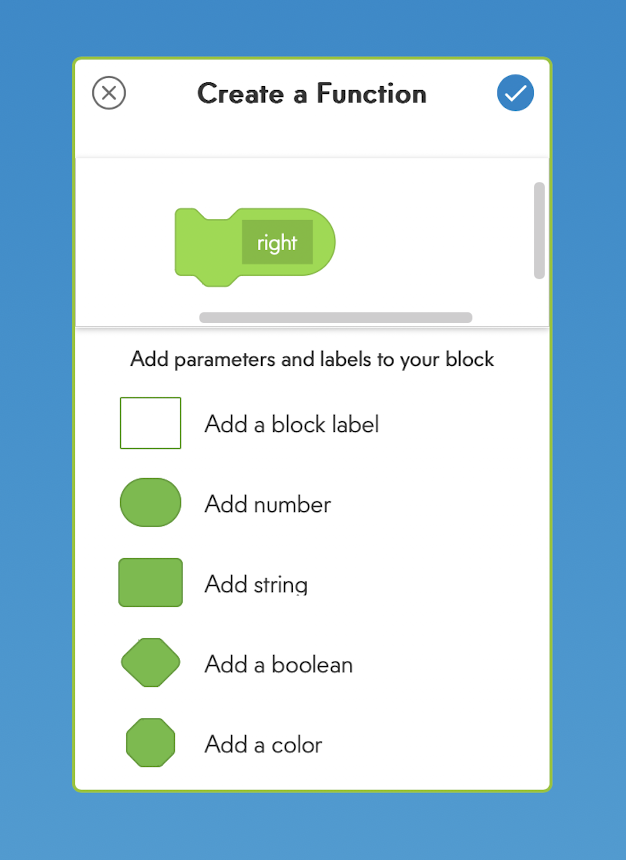 Create a Function
right
Add parameters and labels to your block
Add a block label
Add number
Add string
Add a boolean
Add a color